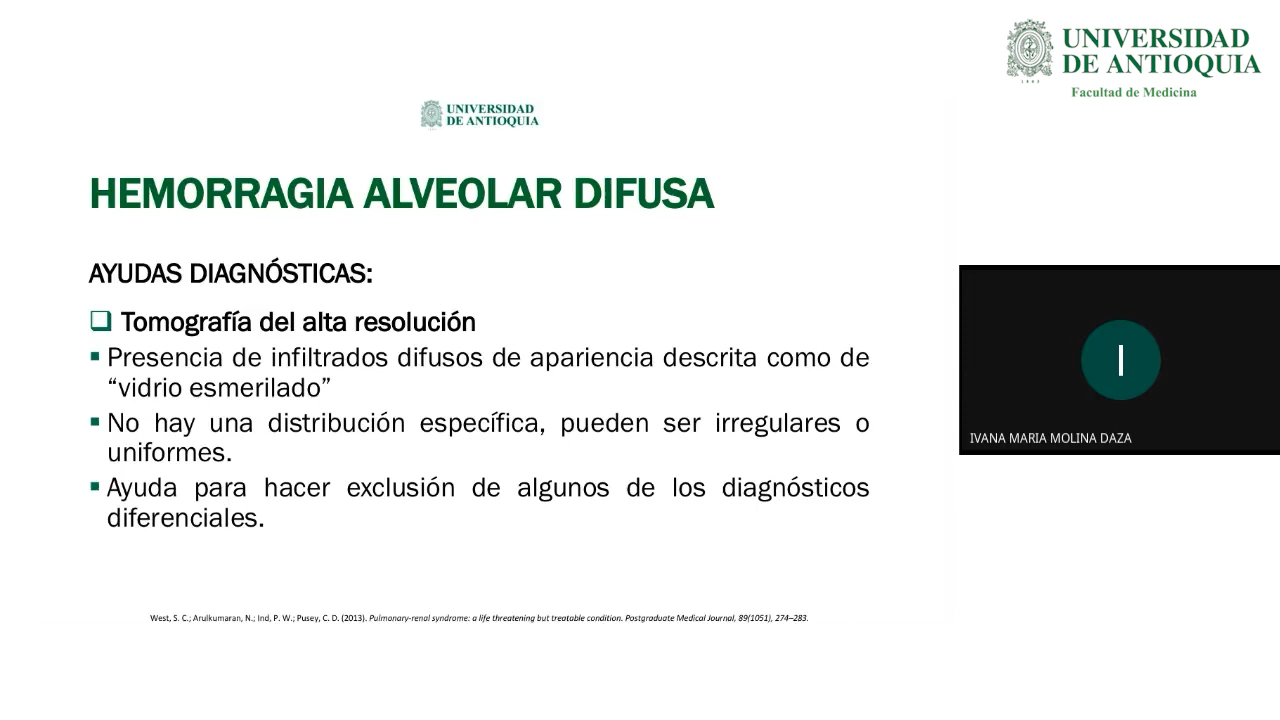 UNIVERSIDAD
DE ANTIOQUIA
Facultad de Medicina
UNIVERSIDAD
DE ANTIOQUIA
HEMORRAGIA ALVEOLAR DIFUSA
AYUDAS DIAGNÓSTICAS:
Tomografía del alta resolución
Presencia de infiltrados difusos de apariencia descrita como de
“vidrio esmerilado”
No hay una distribución específica, pueden ser irregulares o
uniformes.
Ayuda para hacer exclusión de algunos de los diagnósticos
diferenciales.
I
IVANA MARIA MOLINA DAZA
West, S. C.; Arulkumaran, N.; Ind, P. W.; Pusey, C. D. (2013). Pulmonary-renal syndrome: a life threatening but treatable condition. Postgraduate Medical Journal, 89(1051), 274–283.